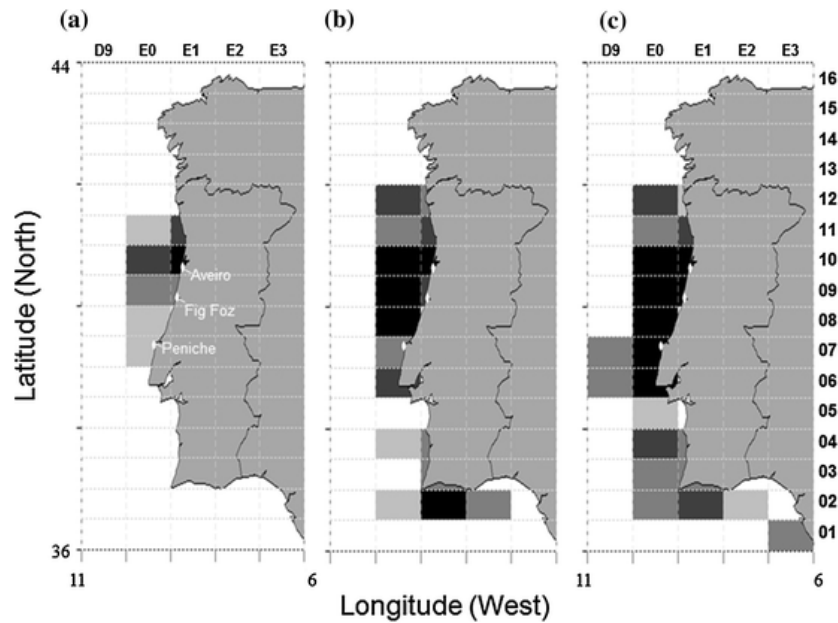 (a) (b) (c)
D9 E0 E1 E2 E3 D9 E0 E1 E2 E3
44
16
15
14
13
12
11
10
09
08
07
06
05
04
03
02
01
Aveiro
Fig Foz
Peniche
Latitude (North)
36
11 6 11 6
Longitude (West)